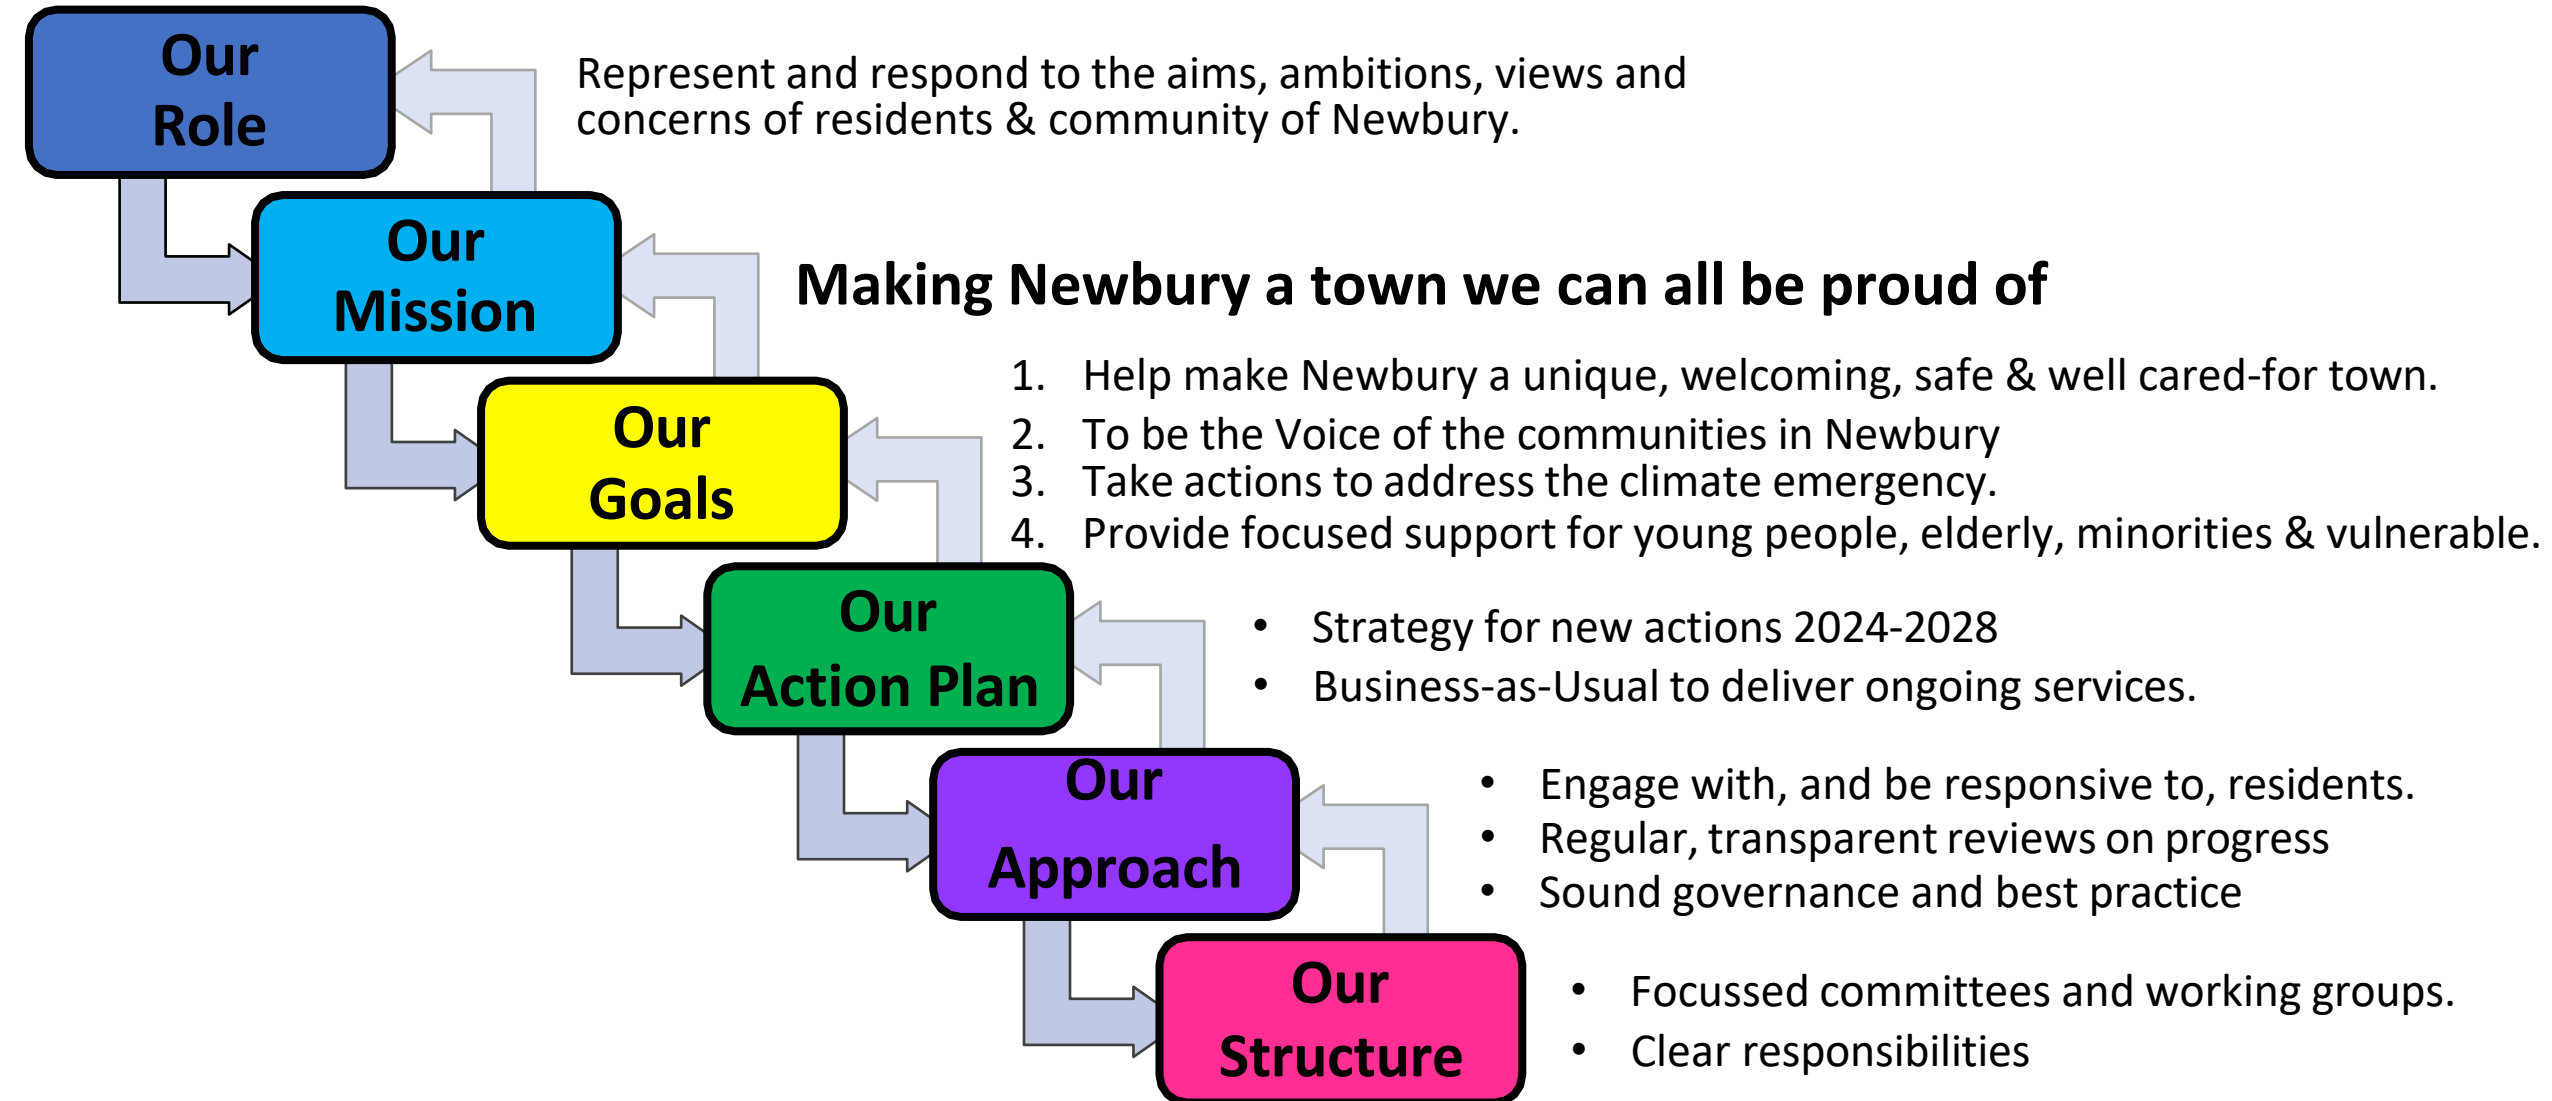 Our
Role
Represent and respond to the aims, ambitions, views and
concerns of residents & community of Newbury.
Our
Mission
Making Newbury a town we can all be proud of
Our
Goals
1. Help make Newbury a unique, welcoming, safe & well cared-for town.
2. To be the Voice of the communities in Newbury
3. Take actions to address the climate emergency.
4. Provide focused support for young people, elderly, minorities & vulnerable.
Our
Action Plan
• Strategy for new actions 2024-2028
• Business-as-Usual to deliver ongoing services.
Our
Approach
• Engage with, and be responsive to, residents.
• Regular, transparent reviews on progress
• Sound governance and best practice
Our
Structure
• Focussed committees and working groups.
• Clear responsibilities